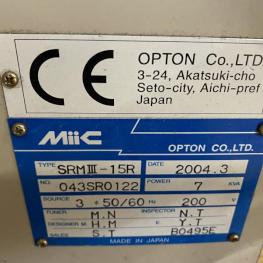 CE
OPTON Co.,LTD.
3-24, Akatsuki-cho
Seto-city, Aichi-pref
Japan
MiiC OPTON CO.,LTD.
TYPE SRMⅢ-15R DATE 2004.3
NO. 043SR0122 POWER 7 KVA
SOURCE 3 φ 50/60 Hz 200 V
TUNER. M.N INSPECTOR N.T
DESIGNER M. H.M E. Y.T
SALES S.T B0495E
MADE IN JAPAN